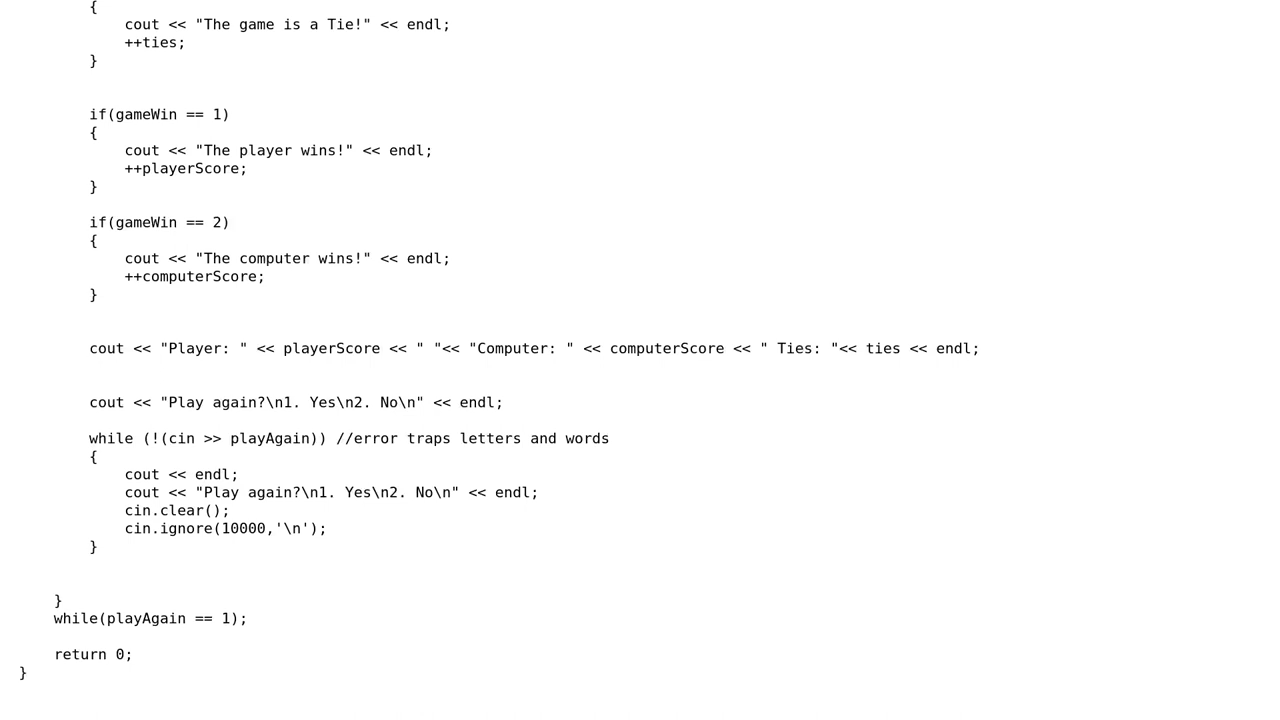 {
cout << "The game is a Tie!" << endl;
++ties;
}
if(gameWin == 1)
{
cout << "The player wins!" << endl;
++playerScore;
}
if(gameWin == 2)
{
cout << "The computer wins!" << endl;
++computerScore;
}
cout << "Player: " << playerScore << " "<< "Computer: " << computerScore << " Ties: "<< ties << endl;
cout << "Play again?\n1. Yes\n2. No\n" << endl;
while (!(cin >> playAgain)) //error traps letters and words
{
cout << endl;
cout << "Play again?\n1. Yes\n2. No\n" << endl;
cin.clear();
cin.ignore(10000,'\n');
}
}
while(playAgain == 1);
return 0;
}